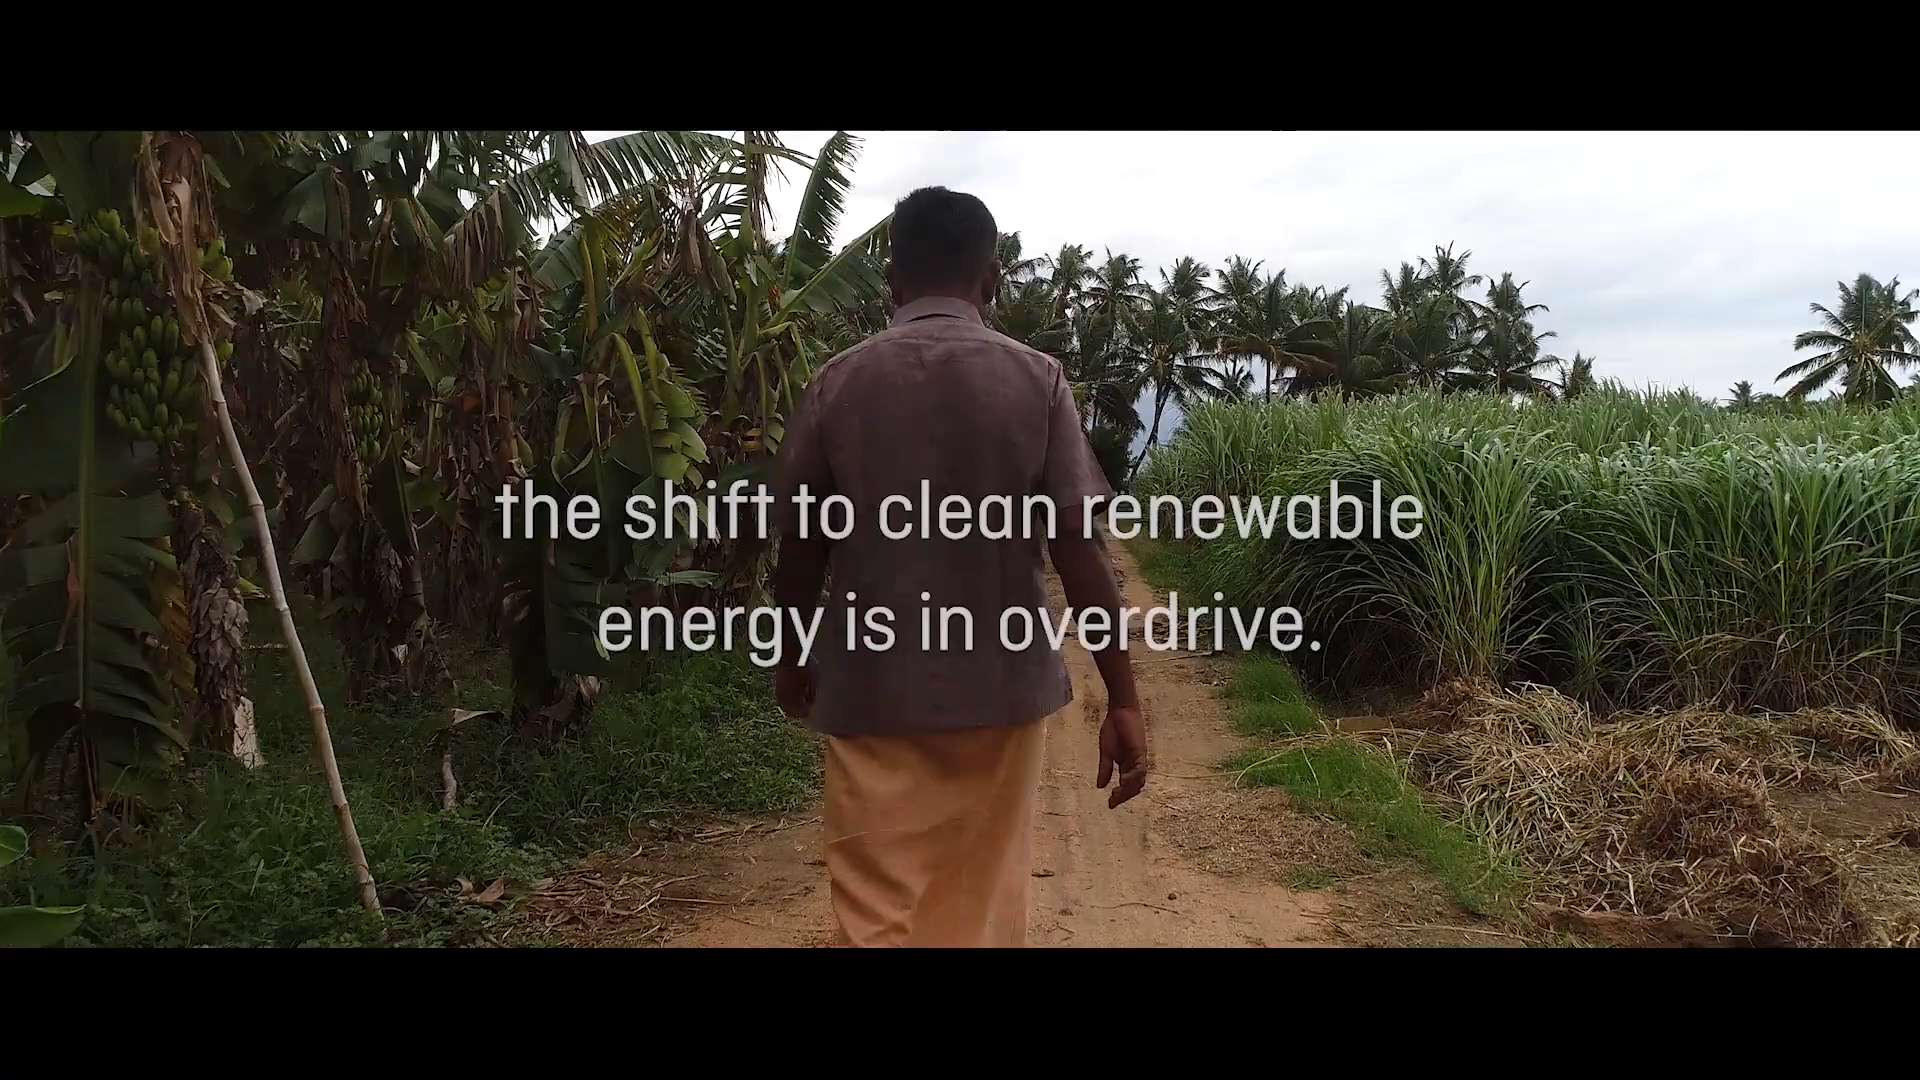 the shift to clean renewable
energy is in overdrive.